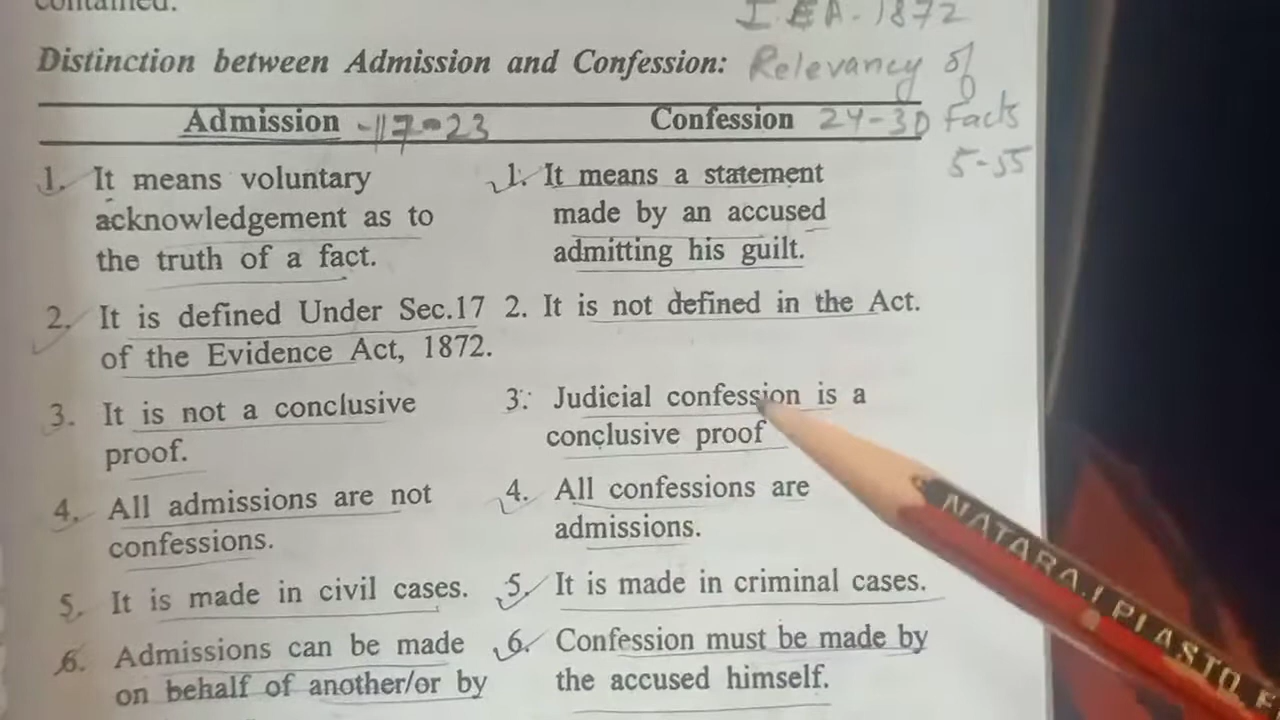 contained.
I.EA-1872
Distinction between Admission and Confession: Relevancy of
Admission -17-23 Confession 24-30 Facts
5-55
1. It means voluntary
acknowledgement as to
the truth of a fact.
1. It means a statement
made by an accused
admitting his guilt.
2. It is defined Under Sec.17
of the Evidence Act, 1872.
2. It is not defined in the Act.
3. It is not a conclusive
proof.
3. Judicial confession is a
conclusive proof
4. All admissions are not
confessions.
4. All confessions are
admissions.
5. It is made in civil cases.
5. It is made in criminal cases.
6. Admissions can be made
on behalf of another/or by
6. Confession must be made by
the accused himself.
NATARAJ PLASTO